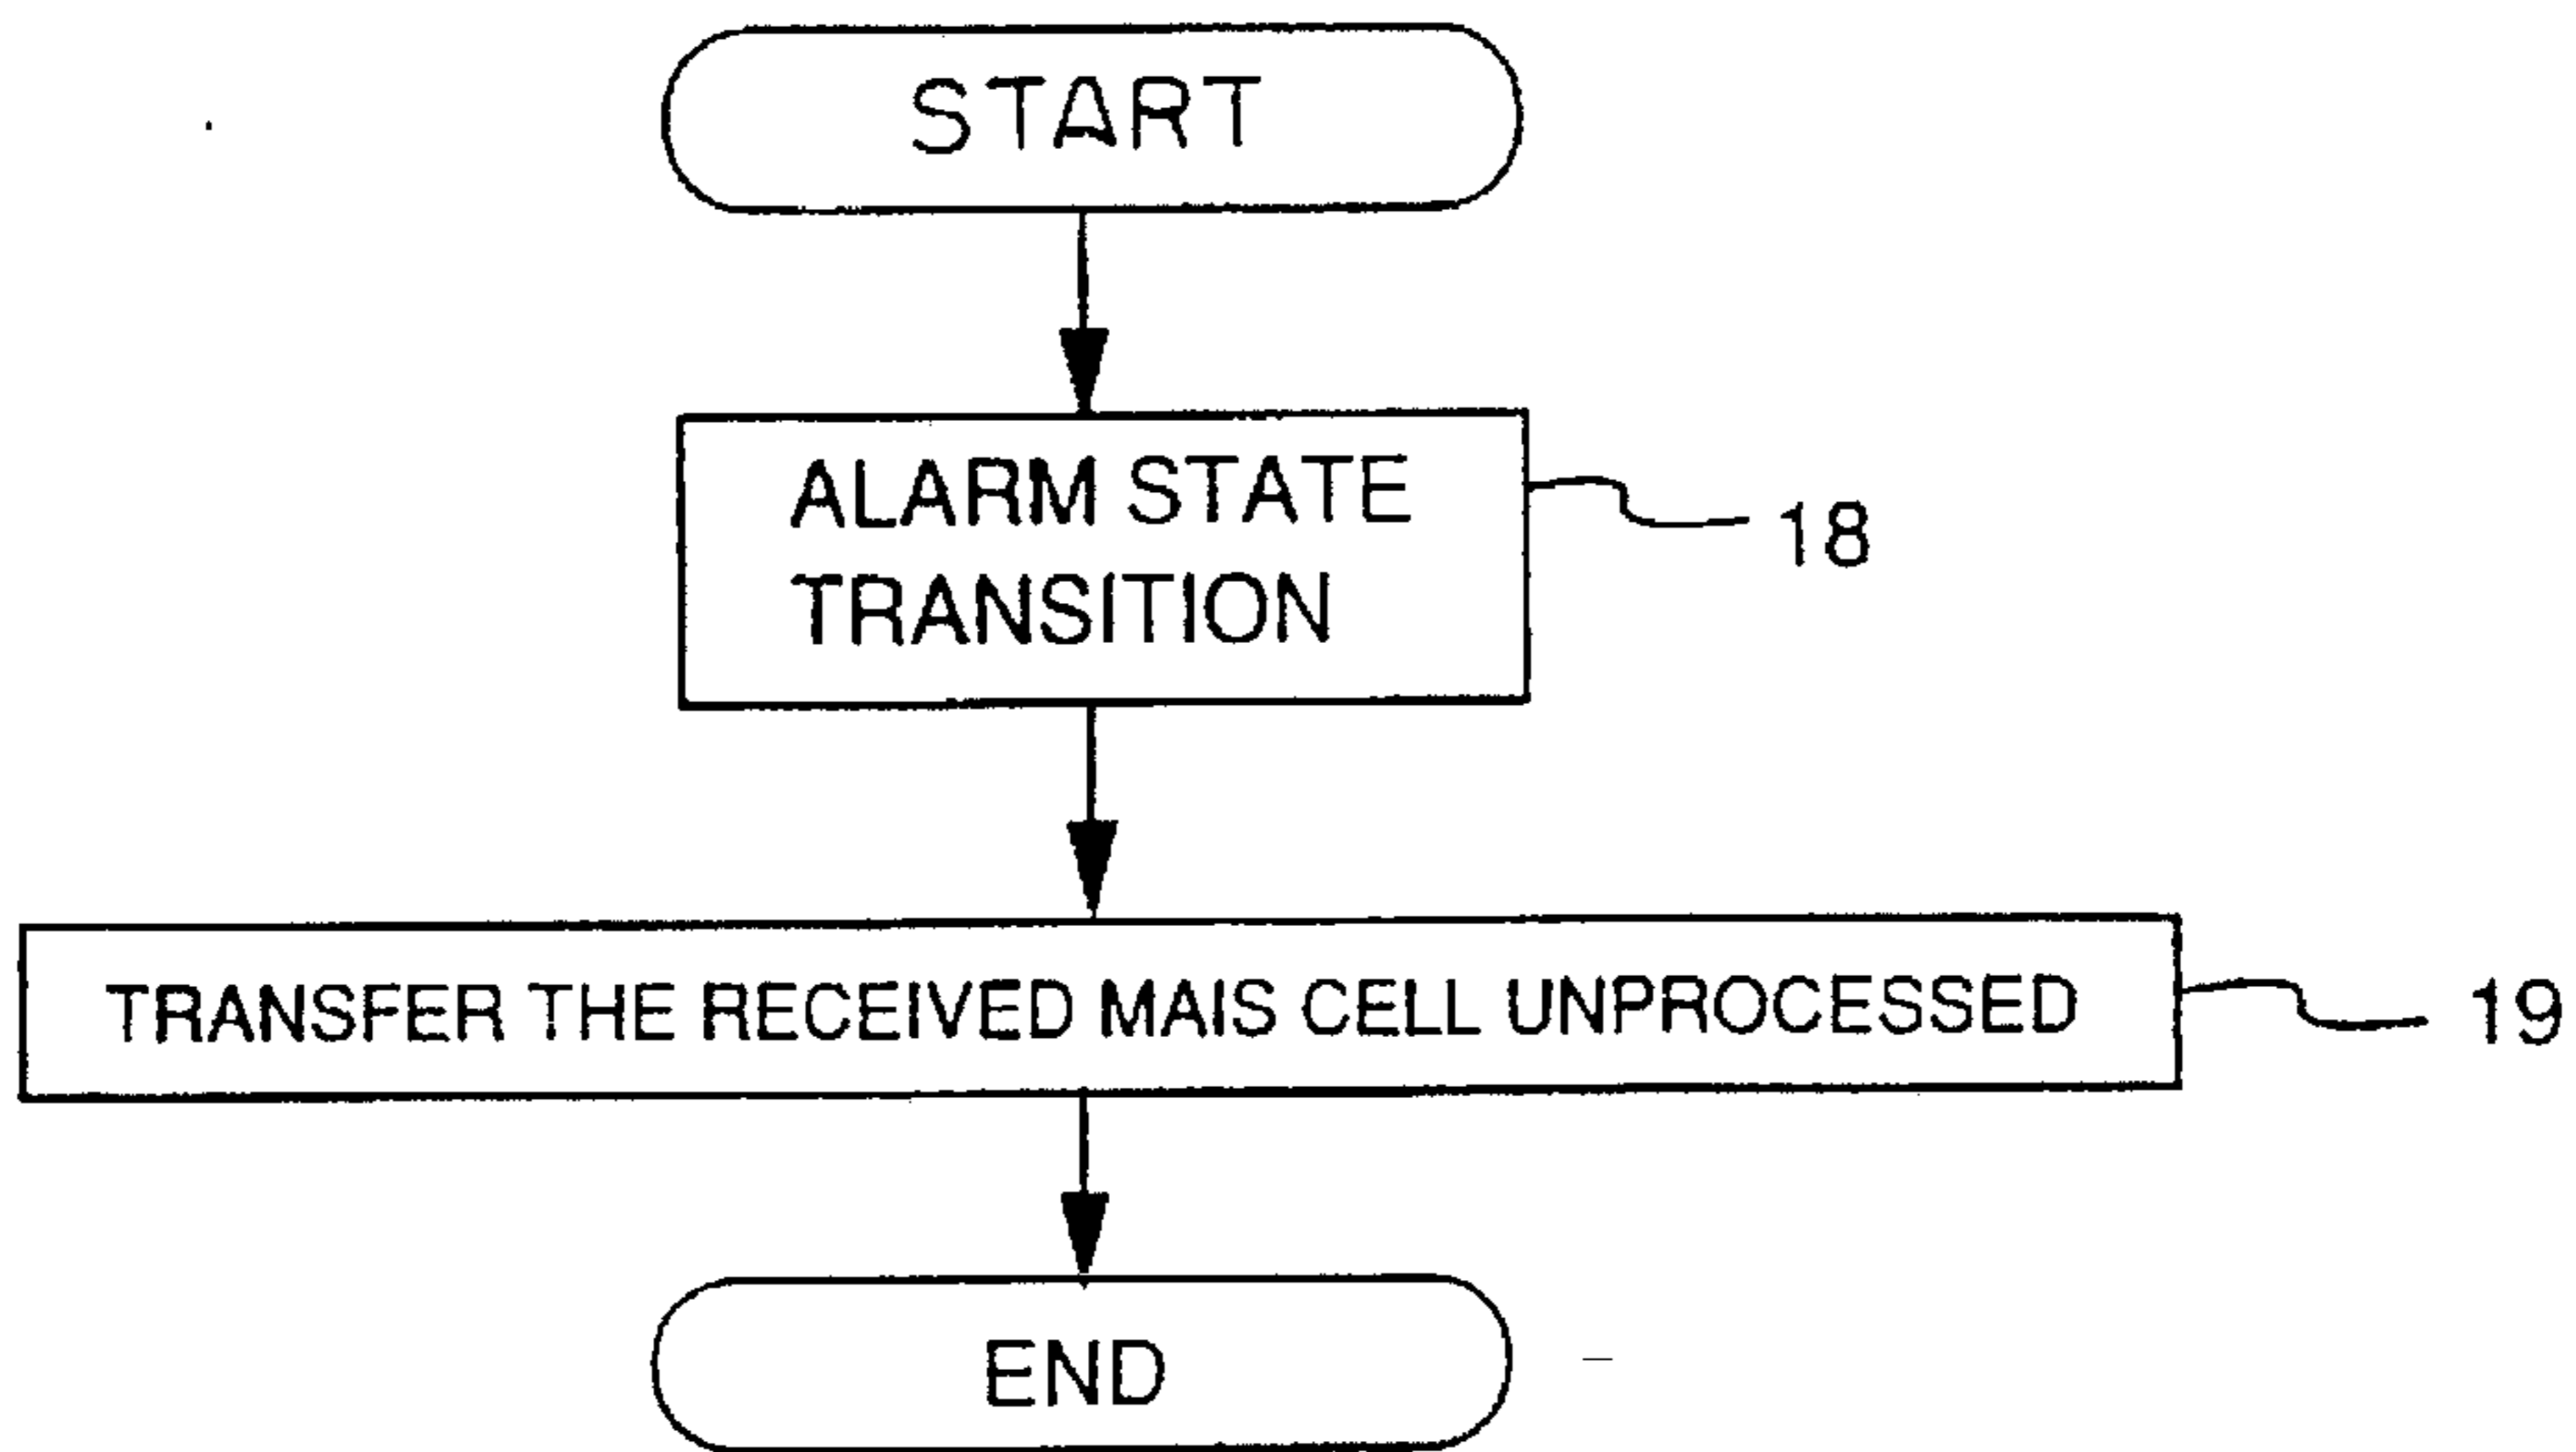 START
ALARM STATE
TRANSITION
18
TRANSFER THE RECEIVED MAIS CELL UNPROCESSED
19
END